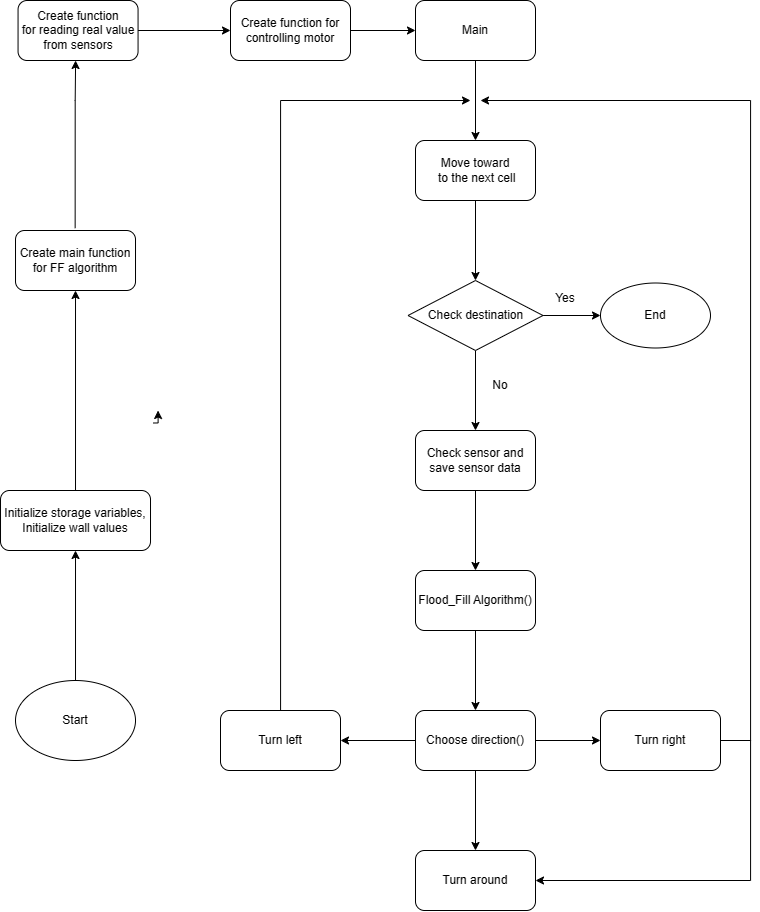 Create function
for reading real value
from sensors
Create function for
controlling motor
Main
Move toward
to the next cell
Create main function
for FF algorithm
Check destination
Yes
End
No
Check sensor and
save sensor data
Initialize storage variables,
Initialize wall values
Flood_Fill Algorithm()
Start
Turn left
Choose direction()
Turn right
Turn around